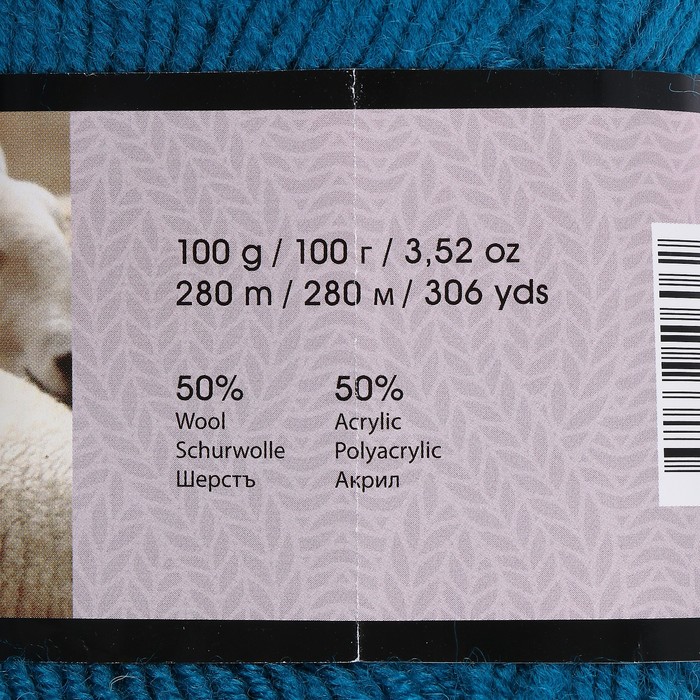 100 g / 100 г / 3,52 oz
280 m / 280 м / 306 yds
50% 50%
Wool Acrylic
Schurwolle Polyacrylic
Шерстъ Акрил